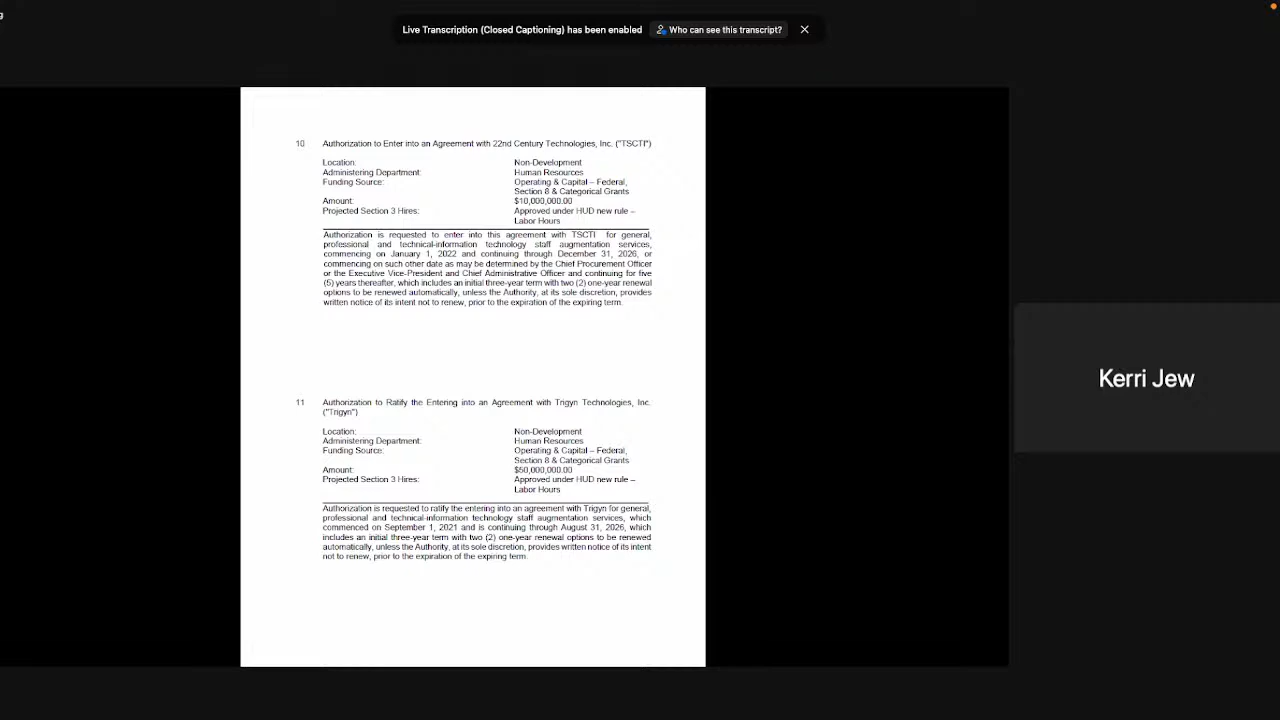 g
Live Transcription (Closed Captioning) has been enabled
Who can see this transcript?
10 Authorization to Enter into an Agreement with 22nd Century Technologies, Inc. ("TSCTI")
Location: Non-Development
Administering Department: Human Resources
Funding Source: Operating & Capital – Federal,
Section 8 & Categorical Grants
Amount: $10,000,000.00
Projected Section 3 Hires: Approved under HUD new rule –
Labor Hours
Authorization is requested to enter into this agreement with TSCTI for general,
professional and technical-information technology staff augmentation services,
commencing on January 1, 2022 and continuing through December 31, 2026, or
commencing on such other date as may be determined by the Chief Procurement Officer
or the Executive Vice-President and Chief Administrative Officer and continuing for five
(5) years thereafter, which includes an initial three-year term with two (2) one-year renewal
options to be renewed automatically, unless the Authority, at its sole discretion, provides
written notice of its intent not to renew, prior to the expiration of the expiring term.
11 Authorization to Ratify the Entering into an Agreement with Trigyn Technologies, Inc.
("Trigyn")
Location: Non-Development
Administering Department: Human Resources
Funding Source: Operating & Capital – Federal,
Section 8 & Categorical Grants
Amount: $50,000,000.00
Projected Section 3 Hires: Approved under HUD new rule –
Labor Hours
Authorization is requested to ratify the entering into an agreement with Trigyn for general,
professional and technical-information technology staff augmentation services, which
commenced on September 1, 2021 and is continuing through August 31, 2026, which
includes an initial three-year term with two (2) one-year renewal options to be renewed
automatically, unless the Authority, at its sole discretion, provides written notice of its intent
not to renew, prior to the expiration of the expiring term.
Kerri Jew